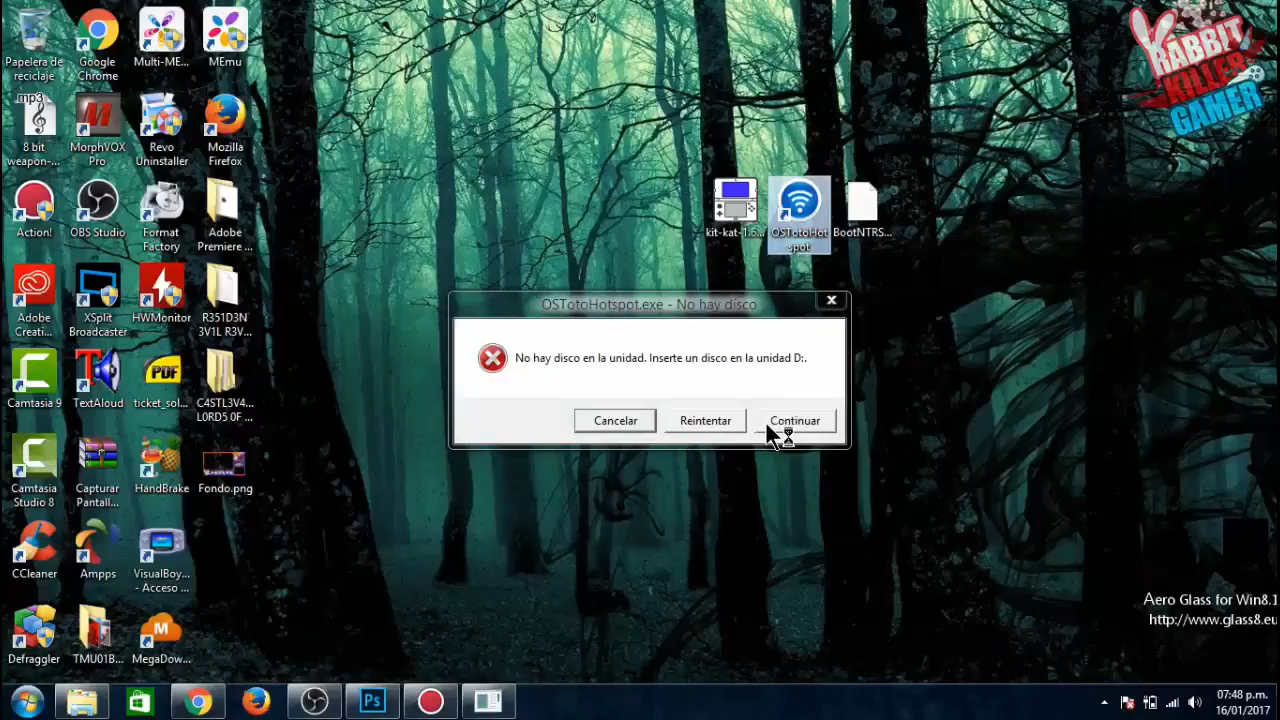 Papelera de
reciclaje
Google
Chrome
Multi-ME...
MEmu
RABBIT
KILLER
GAMER
mp3
8 bit
weapon-...
MorphVOX
Pro
Revo
Uninstaller
Mozilla
Firefox
Action!
OBS Studio
Format
Factory
Adobe
Premiere ...
kit-kat-1.6...
OSTotoHot
spot
BootNTRS...
Adobe
Creati...
XSplit
Broadcaster
HWMonitor
R351D3N
3V1L R3V...
OSTotoHotspot.exe - No hay disco
No hay disco en la unidad. Inserte un disco en la unidad D:.
Cancelar
Reintentar
Continuar
Camtasia 9
TextAloud
PDF
ticket_sol...
C4STL3V4...
L0RD5 0F ...
Camtasia
Studio 8
Capturar
Pantall...
HandBrake
Fondo.png
CCleaner
Ampps
VisualBoy...
- Acceso ...
Defraggler
TMU01B...
MegaDow...
Aero Glass for Win8.1
http://www.glass8.eu
Ps
07:48 p.m.
16/01/2017